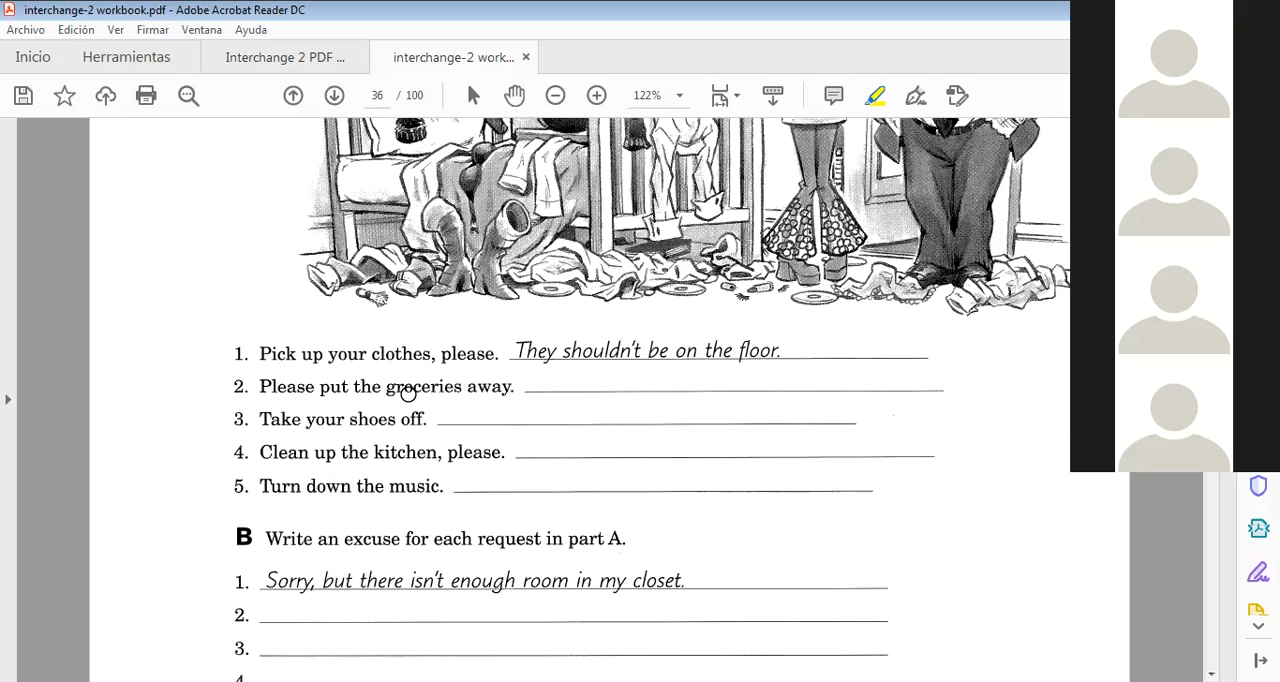 interchange-2 workbook.pdf - Adobe Acrobat Reader DC
Archivo Edición Ver Firmar Ventana Ayuda
Inicio Herramientas Interchange 2 PDF ... interchange-2 work... ×
36 / 100 122%
1. Pick up your clothes, please. They shouldn't be on the floor.
2. Please put the groceries away.
3. Take your shoes off.
4. Clean up the kitchen, please.
5. Turn down the music.
B Write an excuse for each request in part A.
1. Sorry, but there isn't enough room in my closet.
2.
3.
4